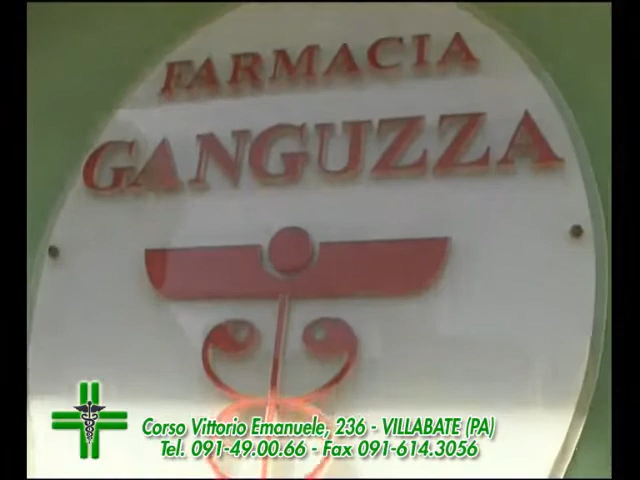 FARMACIA
GANGUZZA
Corso Vittorio Emanuele, 236 - VILLABATE (PA)
Tel. 091-49.00.66 - Fax 091-614.3056